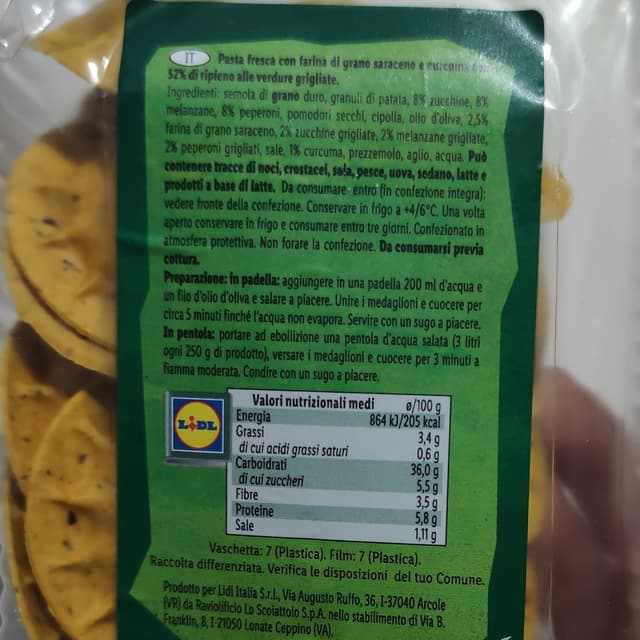 IT Pasta fresca con farina di grano saraceno e curcuma con
52% di ripieno alle verdure grigliate.
Ingredienti: semola di grano duro, granuli di patata, 8% zucchine, 8%
melanzane, 8% peperoni, pomodori secchi, cipolla, olio d'oliva, 2,5%
farina di grano saraceno, 2% zucchine grigliate, 2% melanzane grigliate,
2% peperoni grigliati, sale, 1% curcuma, prezzemolo, aglio, acqua. Può
contenere tracce di noci, crostacei, soia, pesce, uova, sedano, latte e
prodotti a base di latte. Da consumare entro (in confezione integra):
vedere fronte della confezione. Conservare in frigo a +4/6°C. Una volta
aperto conservare in frigo e consumare entro tre giorni. Confezionato in
atmosfera protettiva. Non forare la confezione. Da consumarsi previa
cottura.
Preparazione: in padella: aggiungere in una padella 200 ml d'acqua e
un filo d'olio d'oliva e salare a piacere. Unire i medaglioni e cuocere per
circa 5 minuti finché l'acqua non evapora. Servire con un sugo a piacere.
In pentola: portare ad ebollizione una pentola d'acqua salata (3 litri
ogni 250 g di prodotto), versare i medaglioni e cuocere per 3 minuti a
fiamma moderata. Condire con un sugo a piacere.
LIDL
Valori nutrizionali medi ø/100 g
Energia 864 kJ/205 kcal
Grassi 3,4 g
di cui acidi grassi saturi 0,6 g
Carboidrati 36,0 g
di cui zuccheri 5,5 g
Fibre 3,5 g
Proteine 5,8 g
Sale 1,11 g
Vaschetta: 7 (Plastica). Film: 7 (Plastica).
Raccolta differenziata. Verifica le disposizioni del tuo Comune.
Prodotto per Lidl Italia S.r.l., Via Augusto Ruffo, 36, I-37040 Arcole
(VR) da Raviolificio Lo Scoiattolo S.p.A. nello stabilimento di Via B.
Franklin, 8, I-21050 Lonate Ceppino (VA).